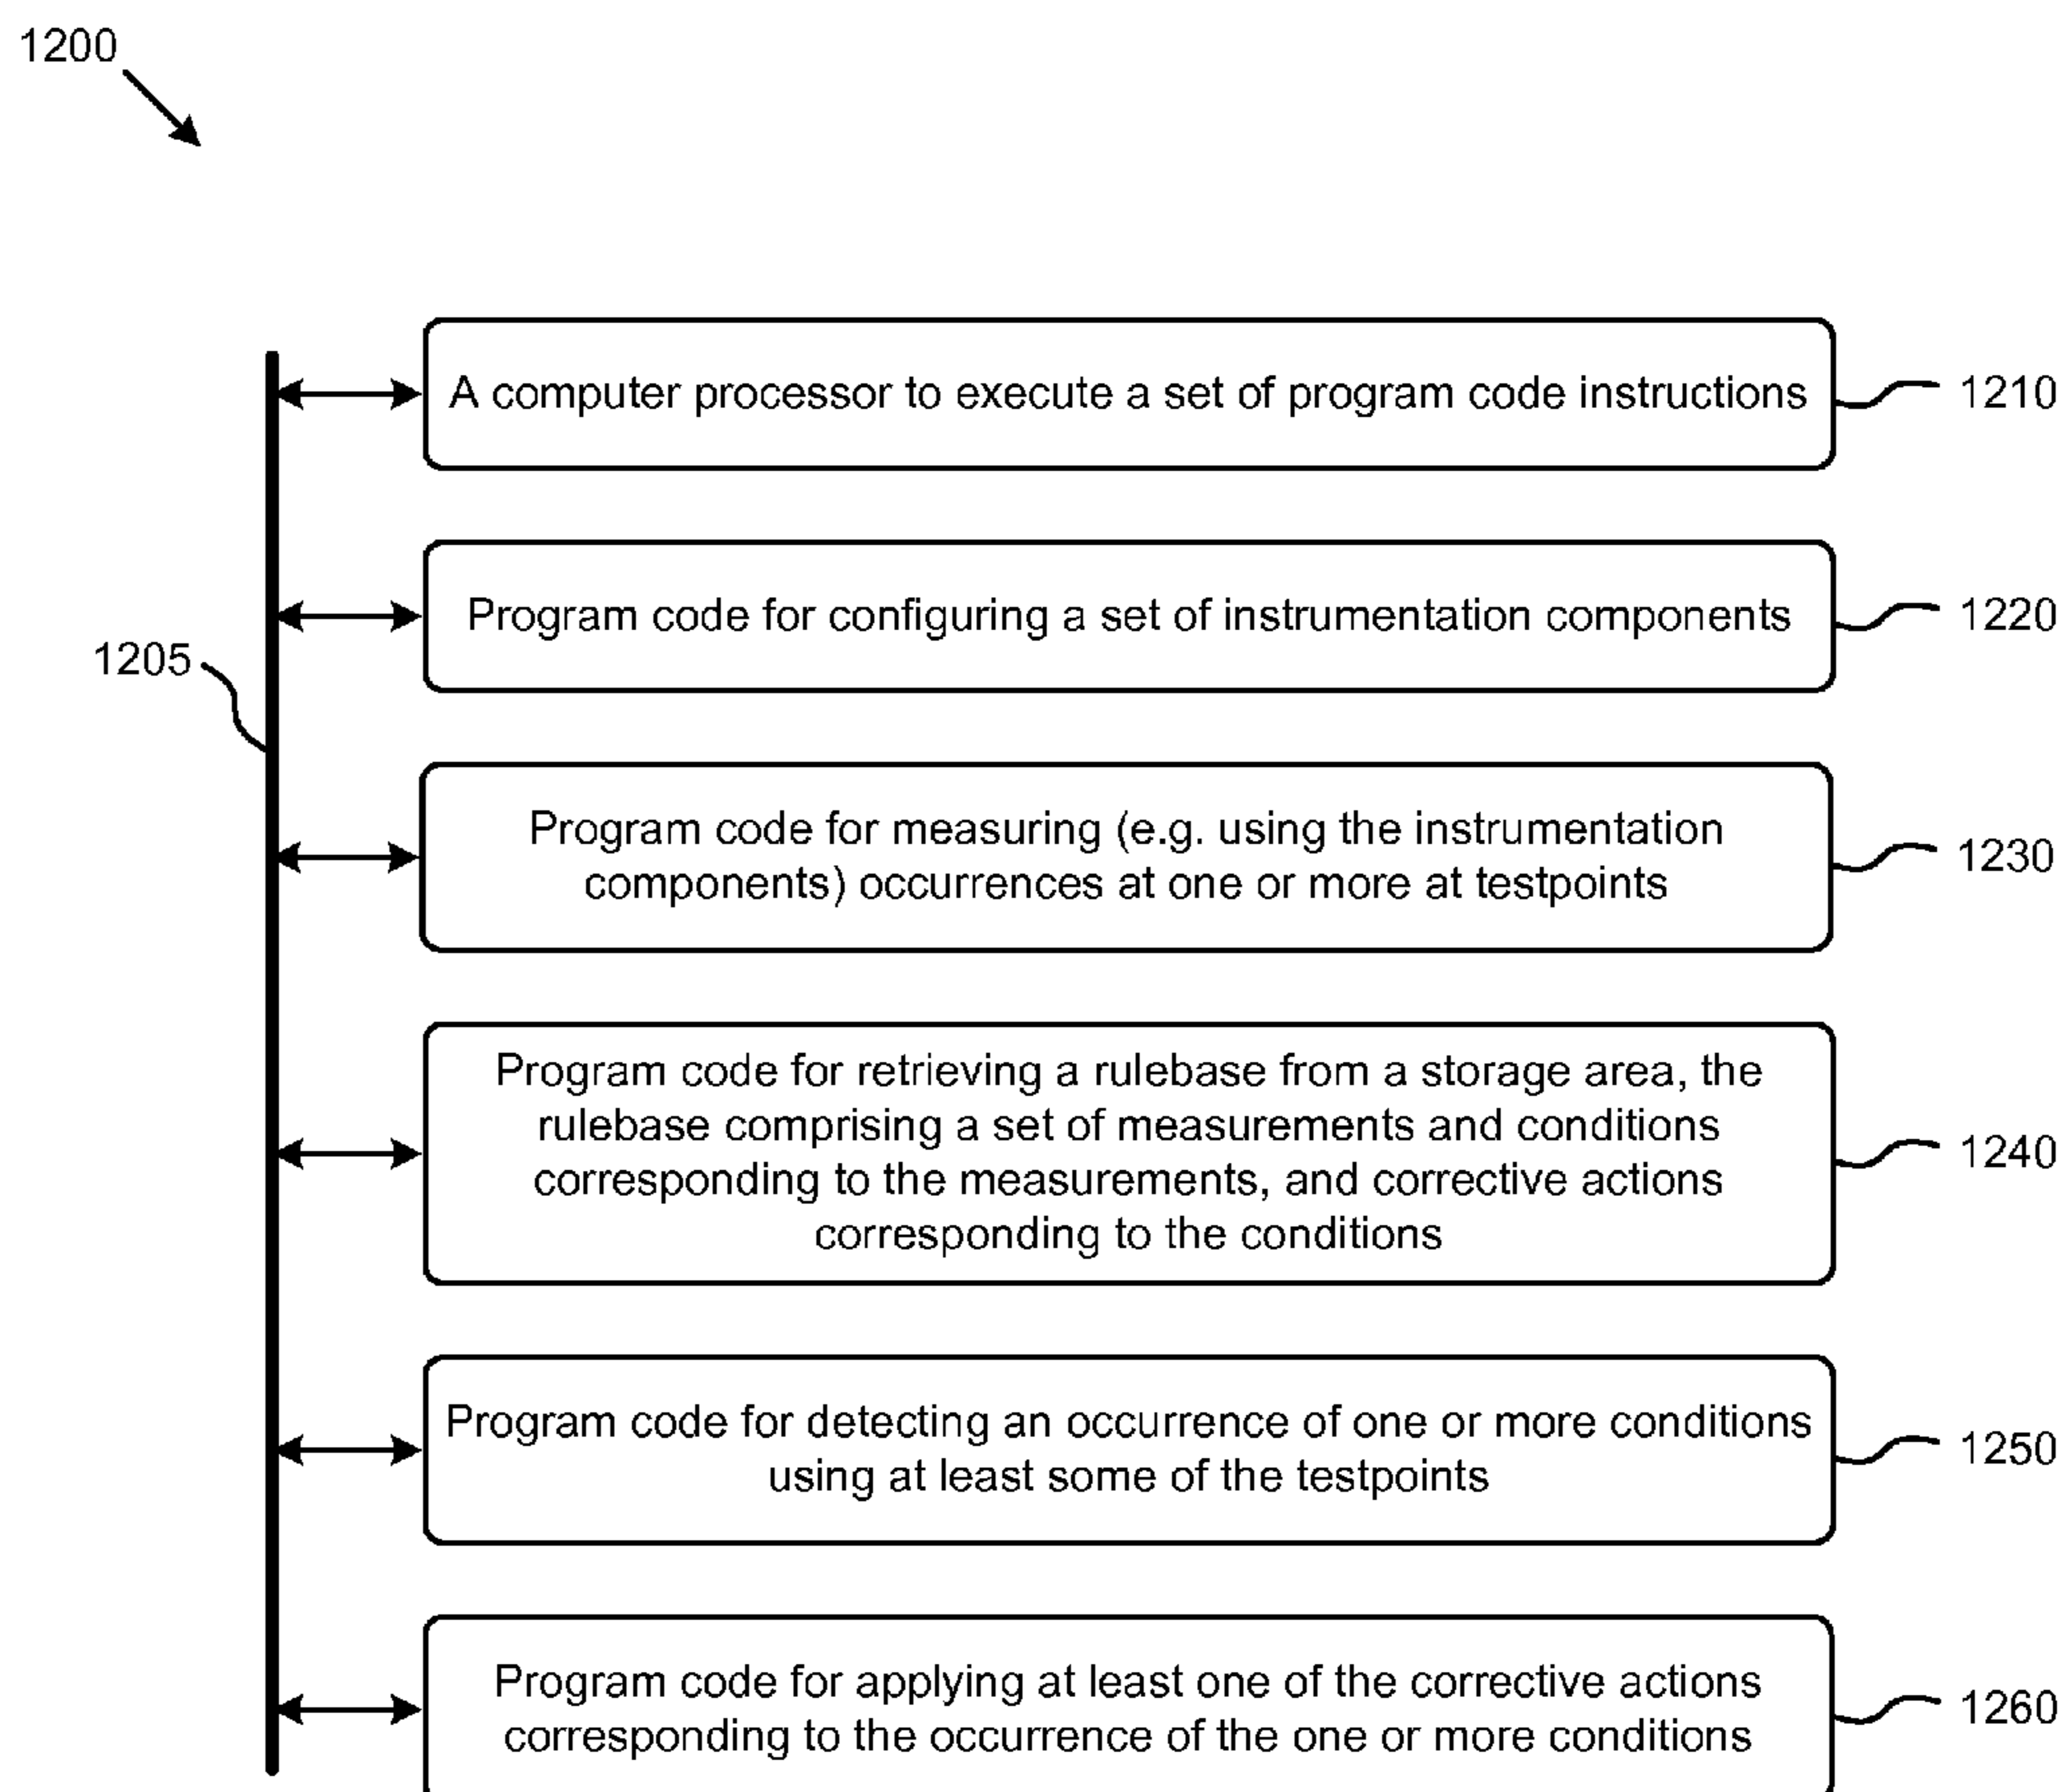 1200
A computer processor to execute a set of program code instructions
1210
Program code for configuring a set of instrumentation components
1220
1205
Program code for measuring (e.g. using the instrumentation
components) occurrences at one or more at testpoints
1230
Program code for retrieving a rulebase from a storage area, the
rulebase comprising a set of measurements and conditions
corresponding to the measurements, and corrective actions
corresponding to the conditions
1240
Program code for detecting an occurrence of one or more conditions
using at least some of the testpoints
1250
Program code for applying at least one of the corrective actions
corresponding to the occurrence of the one or more conditions
1260